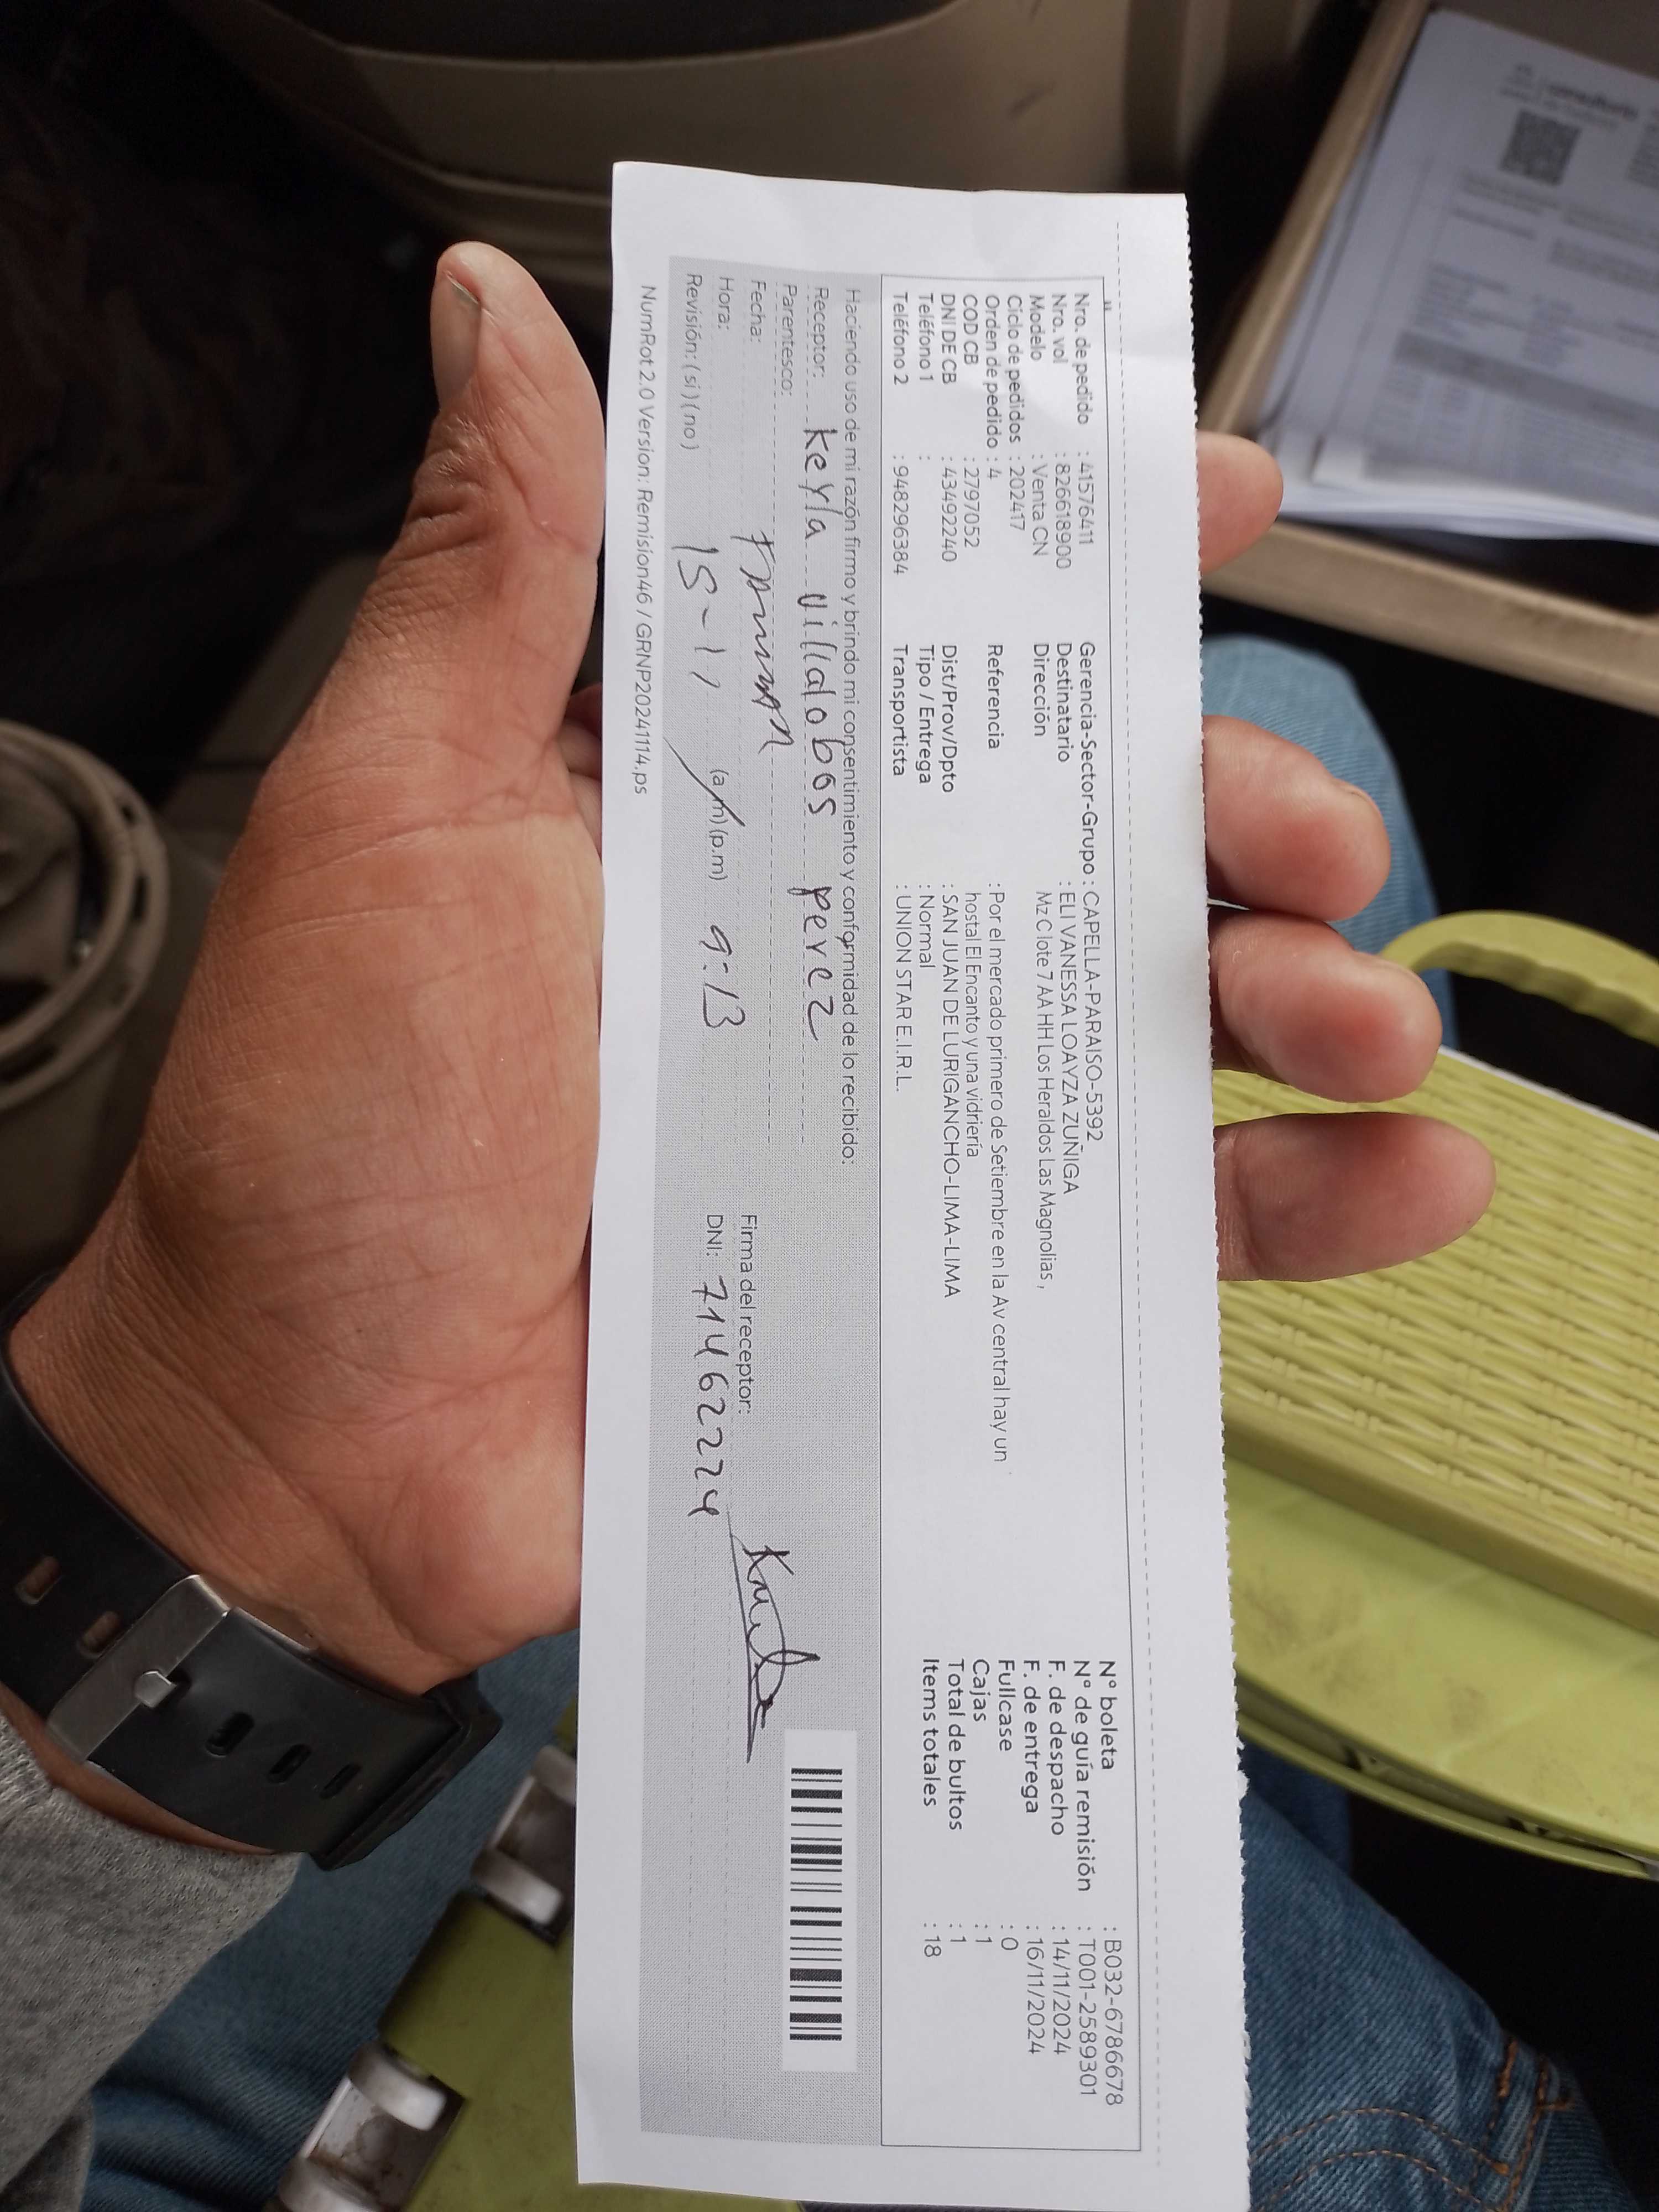 Nro. de pedido : 41576411
Nro. vol : 826618900
Modelo : Venta CN
Ciclo de pedidos : 202417
Orden de pedido : 4
COD CB : 2797052
DNI DE CB : 43492240
Teléfono 1 :
Teléfono 2 : 948296384
Gerencia-Sector-Grupo : CAPELLA-PARAISO-5392
Destinatario : ELI VANESSA LOAYZA ZUÑIGA
Dirección Mz C lote 7 AA HH Los Heraldos Las Magnolias,
Referencia : Por el mercado primero de Setiembre en la Av central hay un
hostal El Encanto y una vidriería
Dist/Prov/Dpto : SAN JUAN DE LURIGANCHO-LIMA-LIMA
Tipo / Entrega : Normal
Transportista : UNION STAR E.I.R.L.
N° boleta : B032-6786678
N° de guía remisión : T001-2589301
F. de despacho : 14/11/2024
F. de entrega : 16/11/2024
Fullcase : 0
Cajas : 1
Total de bultos : 1
Items totales : 18
Haciendo uso de mi razón firmo y brindo mi consentimiento y conformidad de lo recibido:
Receptor: Keyla villalobos perez
Parentesco:
Fecha: 15-11
Hora: (a.m) (p.m) 9:13
Revisión: (si) (no)
Firma del receptor:
DNI: 71462224
NumRot 2.0 Version: Remision46 / GRNP20241114.ps